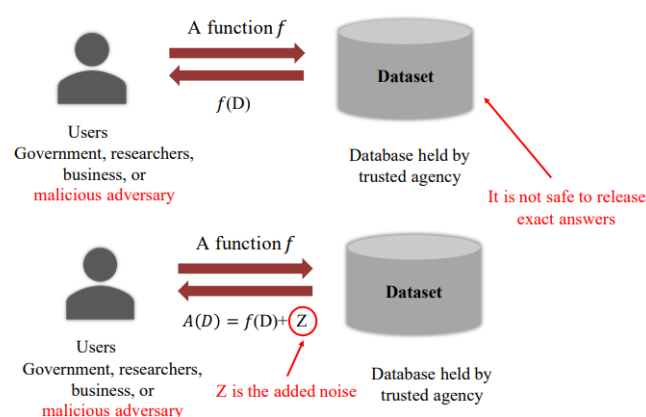 A function f
Dataset
f(D)
Users
Government, researchers,
business, or
malicious adversary
Database held by
trusted agency
It is not safe to release
exact answers
A function f
Dataset
A(D) = f(D)+ Z
Users
Government, researchers,
business, or
malicious adversary
Z is the added noise
Database held by
trusted agency